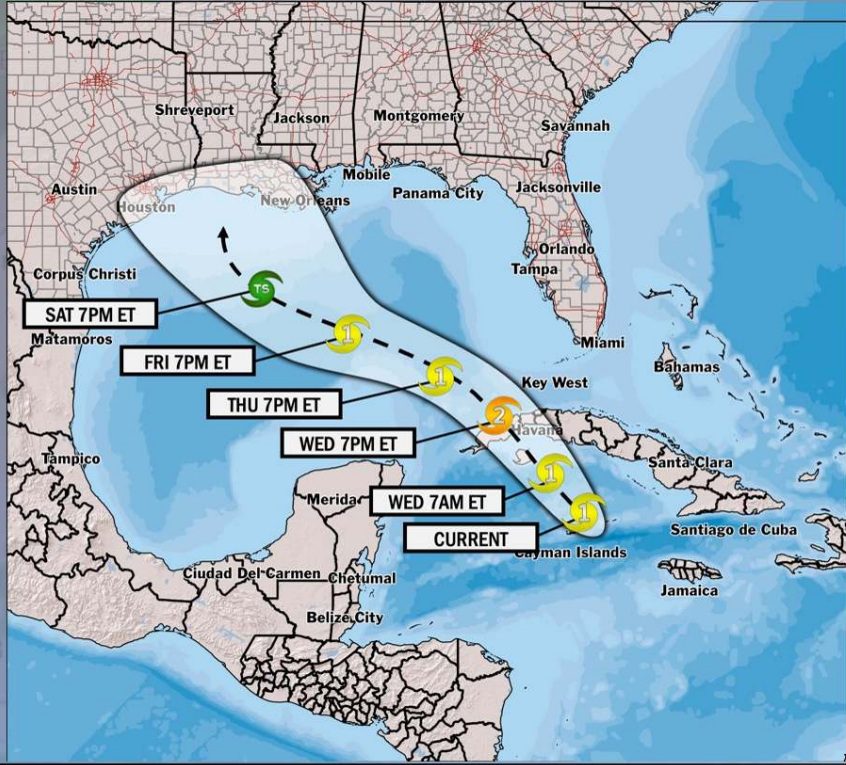 Shreveport
Jackson
Montgomery
Savannah
Mobile
Austin
Houston
New Orleans
Panama City
Jacksonville
Corpus Christi
Orlando
Tampa
TS
SAT 7PM ET
Matamoros
1
Miami
FRI 7PM ET
Bahamas
1
Key West
THU 7PM ET
2
Havana
WED 7PM ET
Tampico
Santa Clara
1
Merida
WED 7AM ET
1
CURRENT
Santiago de Cuba
Cayman Islands
Ciudad Del Carmen
Chetumal
Jamaica
Belize City